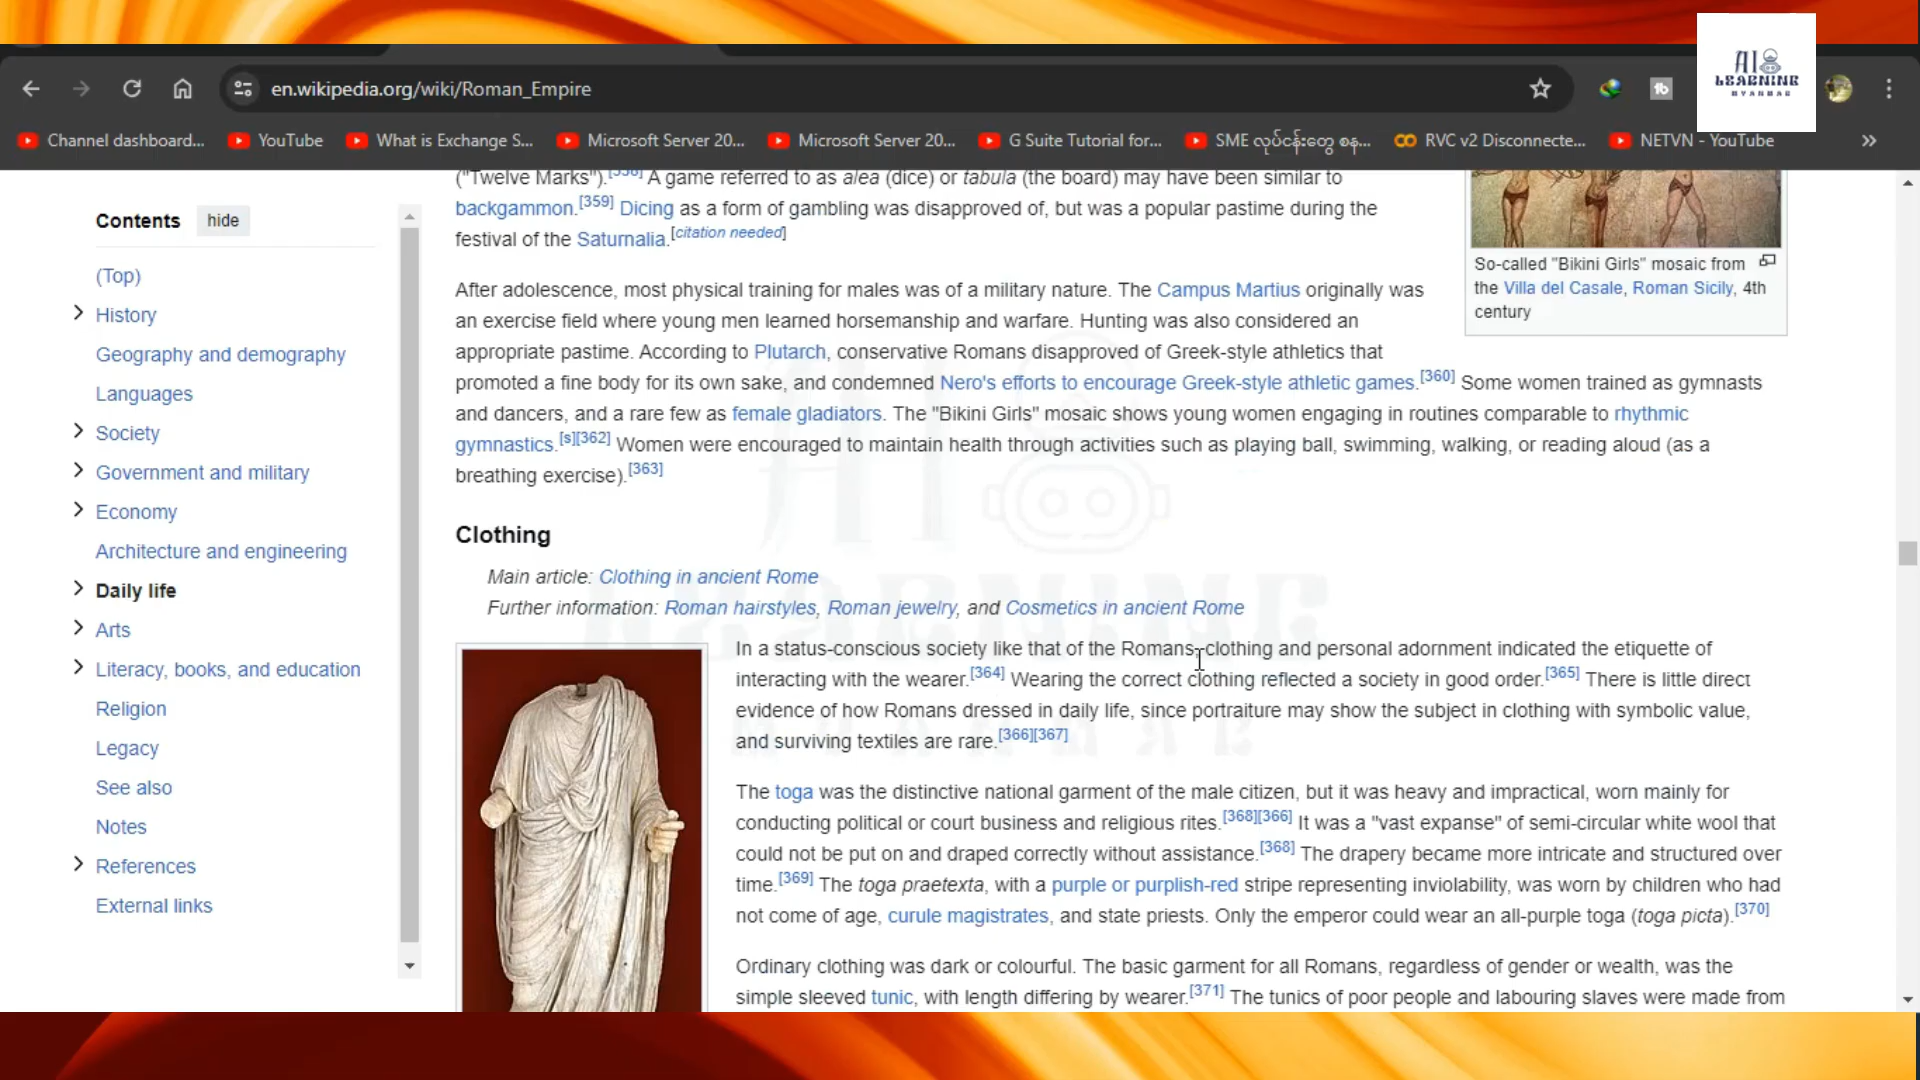 AI
LEARNING
MYANMAR
en.wikipedia.org/wiki/Roman_Empire
Channel dashboard...
YouTube
What is Exchange S...
Microsoft Server 20...
Microsoft Server 20...
G Suite Tutorial for...
SME လုပ်ငန်းတွေ စန...
RVC v2 Disconnecte...
NETVN - YouTube
Contents hide
(Top)
History
Geography and demography
Languages
Society
Government and military
Economy
Architecture and engineering
Daily life
Arts
Literacy, books, and education
Religion
Legacy
See also
Notes
References
External links
("Twelve Marks").[358] A game referred to as alea (dice) or tabula (the board) may have been similar to
backgammon.[359] Dicing as a form of gambling was disapproved of, but was a popular pastime during the
festival of the Saturnalia.[citation needed]
So-called "Bikini Girls" mosaic from
the Villa del Casale, Roman Sicily, 4th
century
After adolescence, most physical training for males was of a military nature. The Campus Martius originally was
an exercise field where young men learned horsemanship and warfare. Hunting was also considered an
appropriate pastime. According to Plutarch, conservative Romans disapproved of Greek-style athletics that
promoted a fine body for its own sake, and condemned Nero's efforts to encourage Greek-style athletic games.[360] Some women trained as gymnasts
and dancers, and a rare few as female gladiators. The "Bikini Girls" mosaic shows young women engaging in routines comparable to rhythmic
gymnastics.[s][362] Women were encouraged to maintain health through activities such as playing ball, swimming, walking, or reading aloud (as a
breathing exercise).[363]
Clothing
Main article: Clothing in ancient Rome
Further information: Roman hairstyles, Roman jewelry, and Cosmetics in ancient Rome
In a status-conscious society like that of the Romans, clothing and personal adornment indicated the etiquette of
interacting with the wearer.[364] Wearing the correct clothing reflected a society in good order.[365] There is little direct
evidence of how Romans dressed in daily life, since portraiture may show the subject in clothing with symbolic value,
and surviving textiles are rare.[366][367]
The toga was the distinctive national garment of the male citizen, but it was heavy and impractical, worn mainly for
conducting political or court business and religious rites.[368][366] It was a "vast expanse" of semi-circular white wool that
could not be put on and draped correctly without assistance.[368] The drapery became more intricate and structured over
time.[369] The toga praetexta, with a purple or purplish-red stripe representing inviolability, was worn by children who had
not come of age, curule magistrates, and state priests. Only the emperor could wear an all-purple toga (toga picta).[370]
Ordinary clothing was dark or colourful. The basic garment for all Romans, regardless of gender or wealth, was the
simple sleeved tunic, with length differing by wearer.[371] The tunics of poor people and labouring slaves were made from
AI
LEARNING
MYANMAR